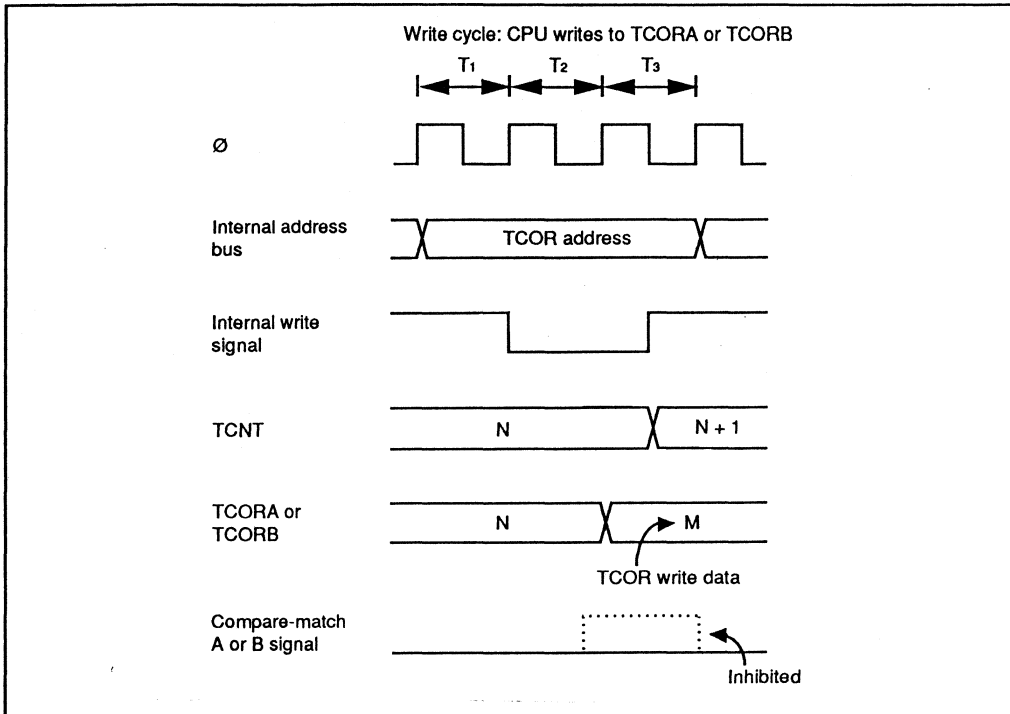 Write cycle: CPU writes to TCORA or TCORB
T1 T2 T3
Ø
Internal address
bus
TCOR address
Internal write
signal
TCNT
N
N + 1
TCORA or
TCORB
N
M
TCOR write data
Compare-match
A or B signal
Inhibited